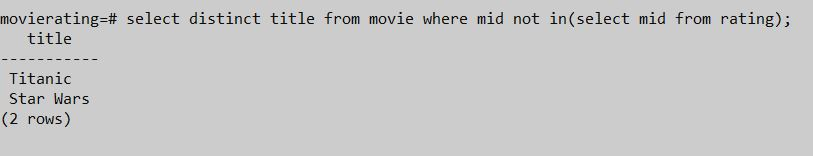 movierating=# select distinct title from movie where mid not in(select mid from rating);
title
-----------
Titanic
Star Wars
(2 rows)